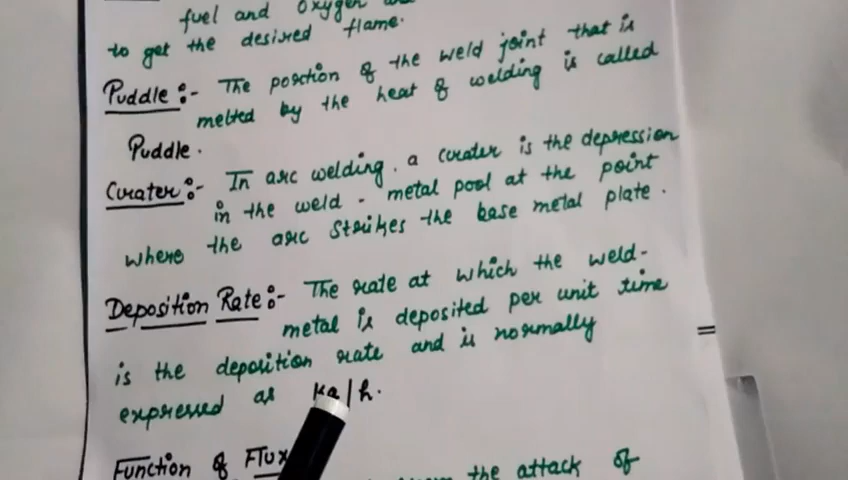 fuel and oxygen
to get the desired flame.
Puddle :- The portion of the weld joint that is
melted by the heat of welding is called
Puddle.
Crater :- In arc welding, a crater is the depression
in the weld - metal pool at the point
where the arc strikes the base metal plate.
Deposition Rate :- The rate at which the weld-
metal is deposited per unit time
is the deposition rate and is normally
expressed as kg/h.
Function of Flux
the attack of